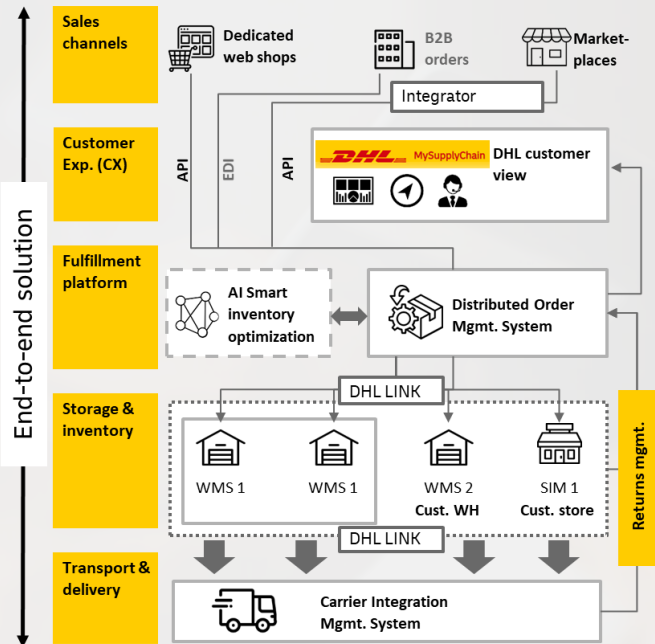 End-to-end solution
Sales
channels
Dedicated
web shops
B2B
orders
Market-
places
Integrator
Customer
Exp. (CX)
API
EDI
API
DHL
MySupplyChain
DHL customer
view
Fulfillment
platform
AI Smart
inventory
optimization
Distributed Order
Mgmt. System
DHL LINK
Storage &
inventory
WMS 1
WMS 1
WMS 2
Cust. WH
SIM 1
Cust. store
Returns mgmt.
DHL LINK
Transport &
delivery
Carrier Integration
Mgmt. System